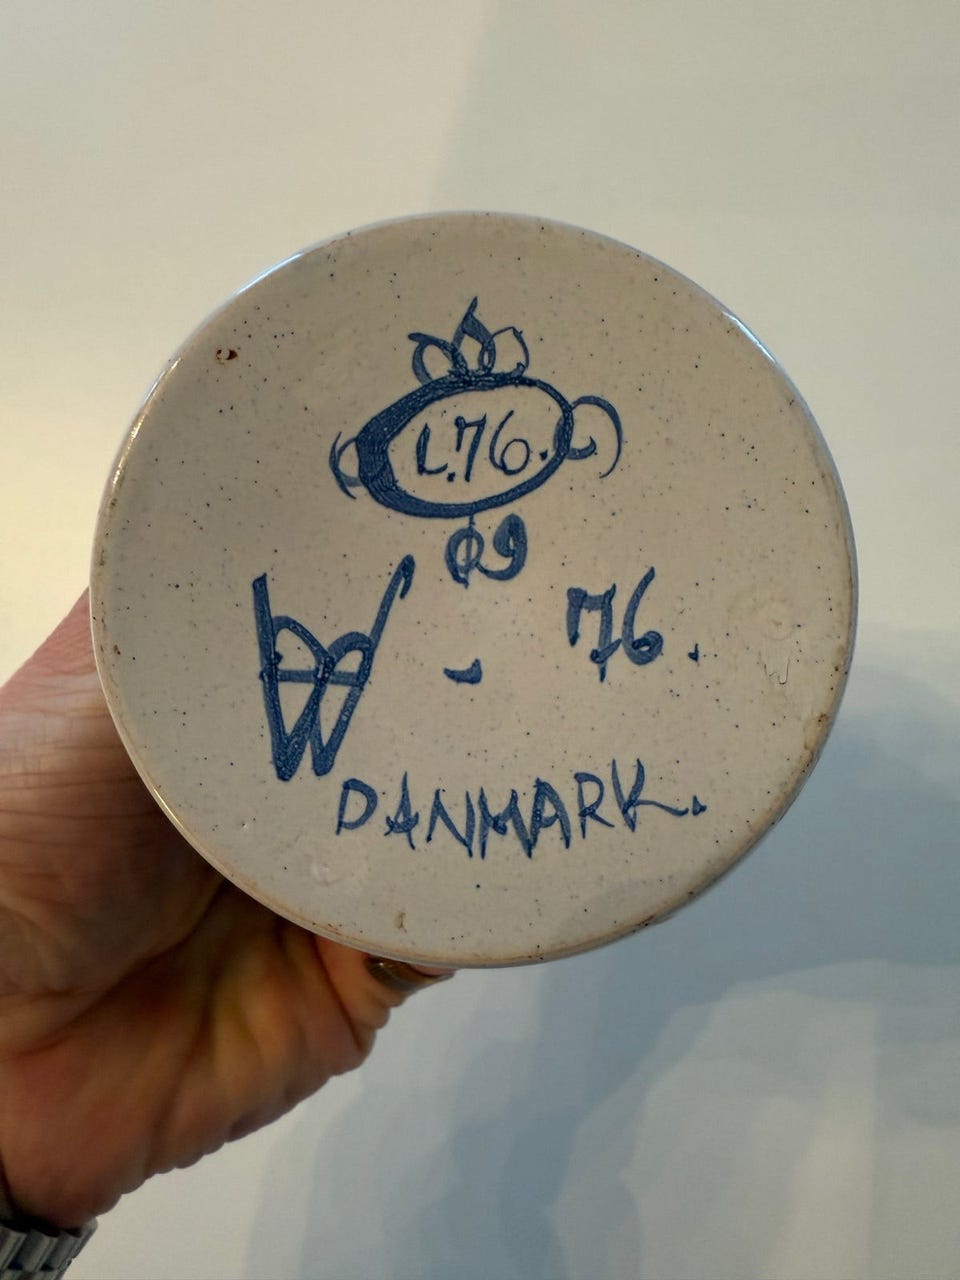 L.76.
W - 76.
DANMARK.